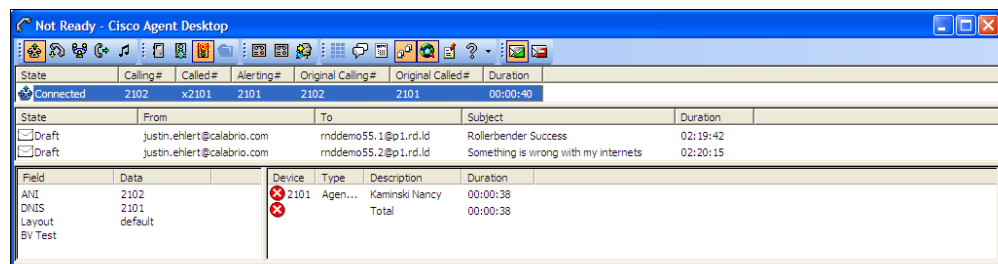 Not Ready - Cisco Agent Desktop
State Calling# Called# Alerting# Original Calling# Original Called# Duration
Connected 2102 x2101 2101 2102 2101 00:00:40
State From To Subject Duration
Draft justin.ehlert@calabrio.com rnddemo55.1@p1.rd.ld Rollerbender Success 02:19:42
Draft justin.ehlert@calabrio.com rnddemo55.2@p1.rd.ld Something is wrong with my internets 02:20:15
Field Data Device Type Description Duration
ANI 2102 2101 Agen... Kaminski Nancy 00:00:38
DNIS 2101 Total 00:00:38
Layout default
BV Test